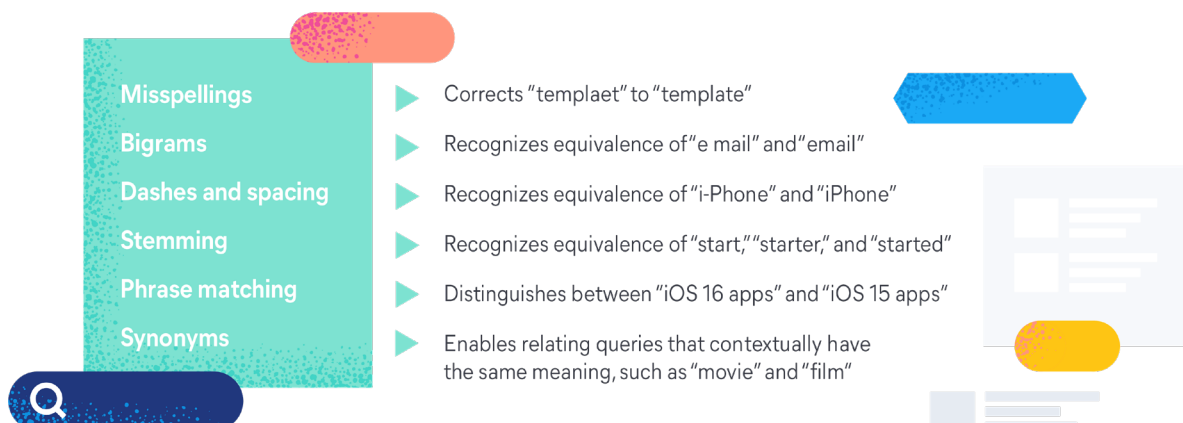 Misspellings
Corrects “templaet” to “template”
Bigrams
Recognizes equivalence of “e mail” and “email”
Dashes and spacing
Recognizes equivalence of “i-Phone” and “iPhone”
Stemming
Recognizes equivalence of “start,” “starter,” and “started”
Phrase matching
Distinguishes between “iOS 16 apps” and “iOS 15 apps”
Synonyms
Enables relating queries that contextually have
the same meaning, such as “movie” and “film”